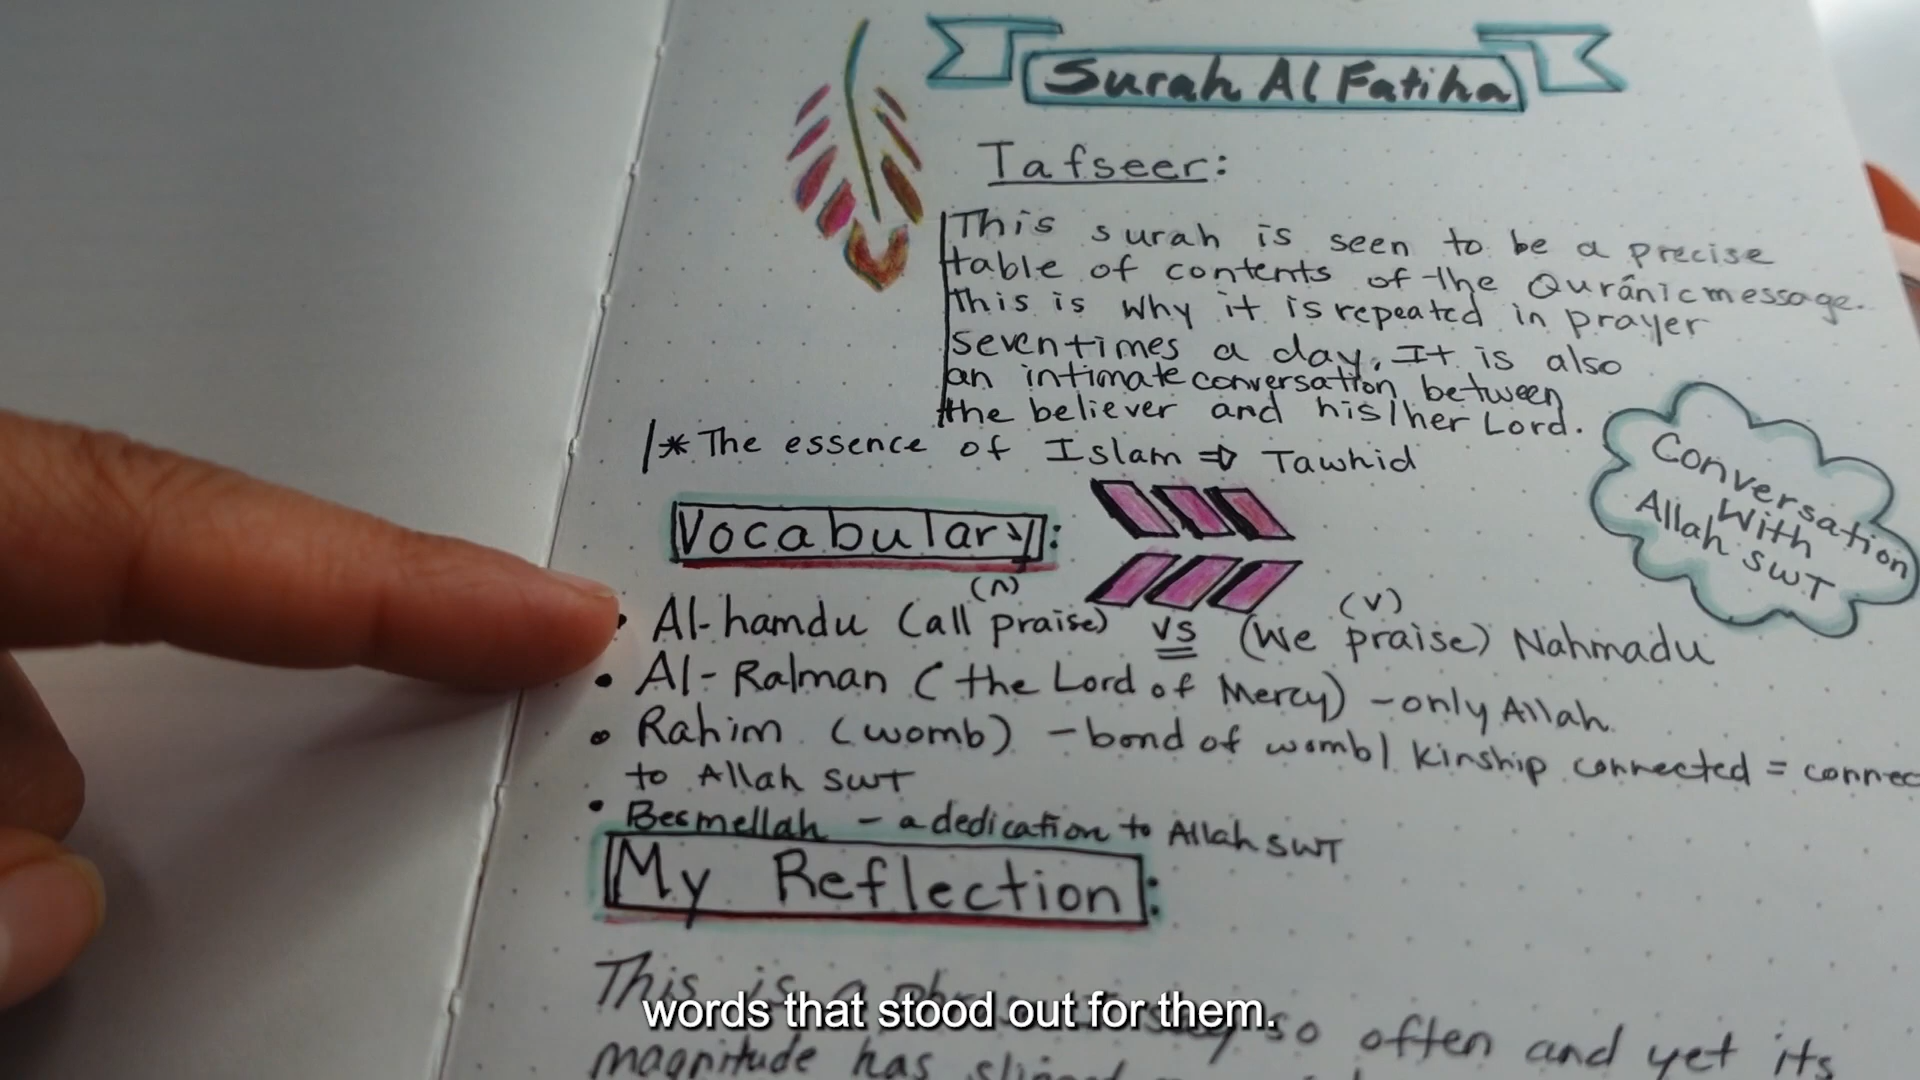 Surah Al Fatiha
Tafseer:
This surah is seen to be a precise
table of contents of the Qurânic message.
this is why it is repeated in prayer
seven times a day. It is also
an intimate conversation between
the believer and his/her Lord.
* The essence of Islam ⇒ Tawhid
Conversation
With
Allah SWT
Vocabulary:
(N) (V)
• Al-hamdu (all praise) vs (We praise) Nahmadu
• Al-Ralman (the Lord of Mercy) - only Allah.
• Rahim (womb) - bond of womb/kinship connected = connec
to Allah SWT
• Besmellah - a dedication to Allah SWT
My Reflection:
This is a so often and yet its
words that stood out for them.
magnitude has